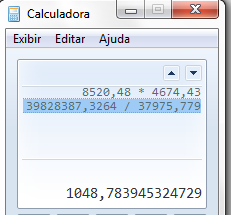 Calculadora
Exibir Editar Ajuda
8520,48 * 4674,43
39828387,3264 / 37975,779
1048,783945324729